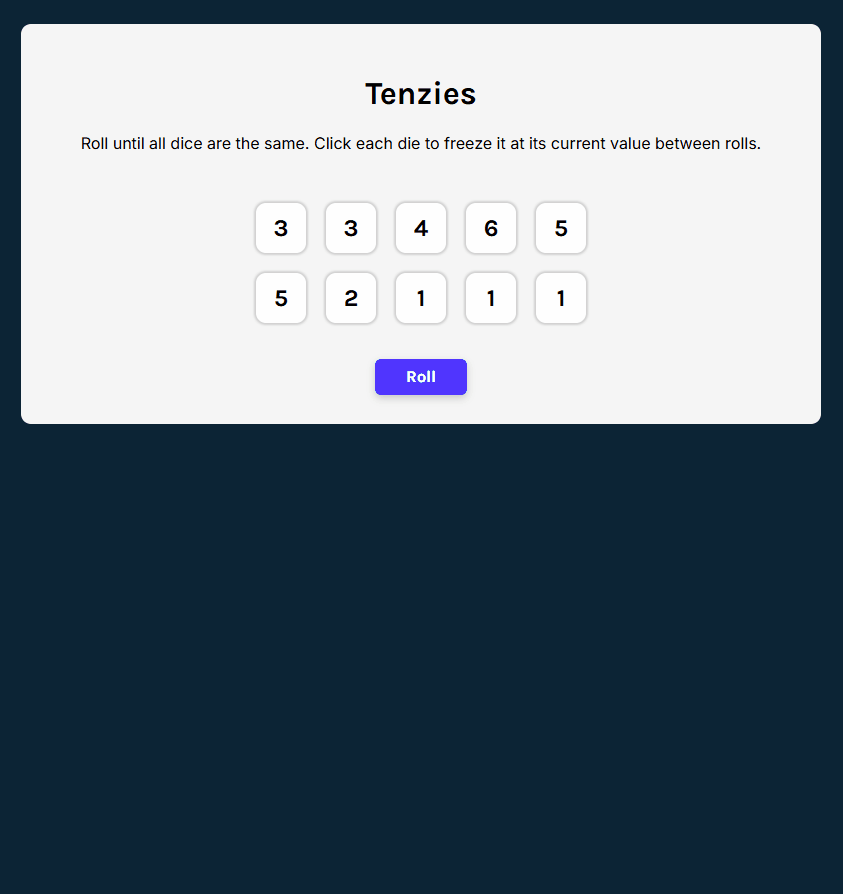 Tenzies
Roll until all dice are the same. Click each die to freeze it at its current value between rolls.
3 3 4 6 5
5 2 1 1 1
Roll